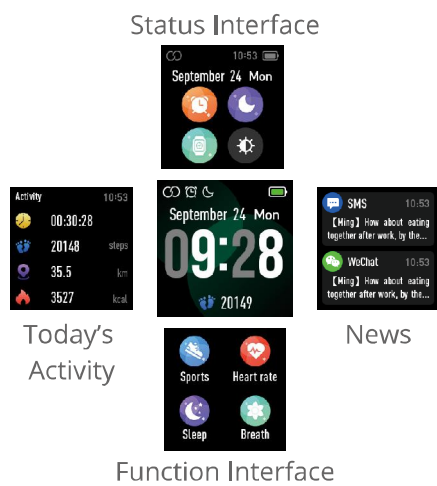 Status Interface
10:53
September 24 Mon
Activity 10:53
00:30:28
20148 steps
35.5 km
3527 kcal
Today's
Activity
September 24 Mon
09:28
20149
SMS 10:53
【Ming】How about eating
together after work, by the...
WeChat 10:53
【Ming】How about eating
together after work, by the...
News
Sports Heart rate
Sleep Breath
Function Interface